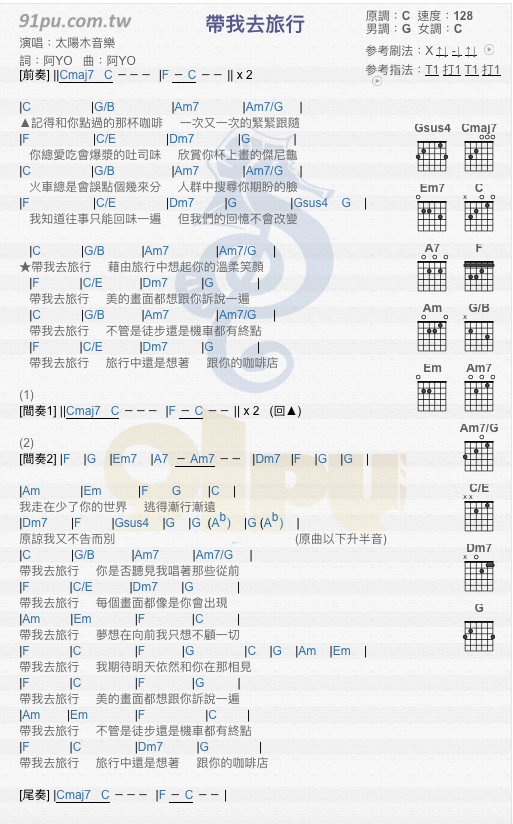 91pu.com.tw
帶我去旅行
原調：C 速度：128
男調：G 女調：C
演唱：太陽木音樂
詞：阿YO 曲：阿YO
參考刷法：X ↑↓ -↓ ↑↓
參考指法：T1 打1 T1 打1
[前奏] ||Cmaj7 C － － － |F － C － － || x 2
|C |G/B |Am7 |Am7/G |
▲記得和你點過的那杯咖啡 一次又一次的緊緊跟隨
|F |C/E |Dm7 |G |
你總愛吃會爆漿的吐司味 欣賞你杯上畫的傑尼龜
|C |G/B |Am7 |Am7/G |
火車總是會誤點個幾來分 人群中搜尋你期盼的臉
|F |C/E |Dm7 |G |Gsus4 G |
我知道往事只能回味一遍 但我們的回憶不會改變
|C |G/B |Am7 |Am7/G |
★帶我去旅行 藉由旅行中想起你的溫柔笑顏
|F |C/E |Dm7 |G |
帶我去旅行 美的畫面都想跟你訴說一遍
|C |G/B |Am7 |Am7/G |
帶我去旅行 不管是徒步還是機車都有終點
|F |C/E |Dm7 |G |
帶我去旅行 旅行中還是想著 跟你的咖啡店
(1)
[間奏1] ||Cmaj7 C － － － |F － C － － || x 2 (回▲)
(2)
[間奏2] |F |G |Em7 |A7 － Am7 － － |Dm7 |F |G |G |
|Am |Em |F G |C |
我走在少了你的世界 逃得漸行漸遠
|Dm7 |F |Gsus4 |G |G (Ab) |G (Ab) |
原諒我又不告而別 (原曲以下升半音)
|C |G/B |Am7 |Am7/G |
帶我去旅行 你是否聽見我唱著那些從前
|F |C/E |Dm7 |G |
帶我去旅行 每個畫面都像是你會出現
|Am |Em |F |C |
帶我去旅行 夢想在向前我只想不顧一切
|F |C |F |G |C |G |Am |Em |
帶我去旅行 我期待明天依然和你在那相見
|F |C |F |G |
帶我去旅行 美的畫面都想跟你訴說一遍
|Am |Em |F |C |
帶我去旅行 不管是徒步還是機車都有終點
|F |C |Dm7 |G |
帶我去旅行 旅行中還是想著 跟你的咖啡店
[尾奏] |Cmaj7 C － － － |F － C － － |
Gsus4 Cmaj7
Em7 C
A7 F
Am G/B
Em Am7
Am7/G
C/E
Dm7
G
91pu